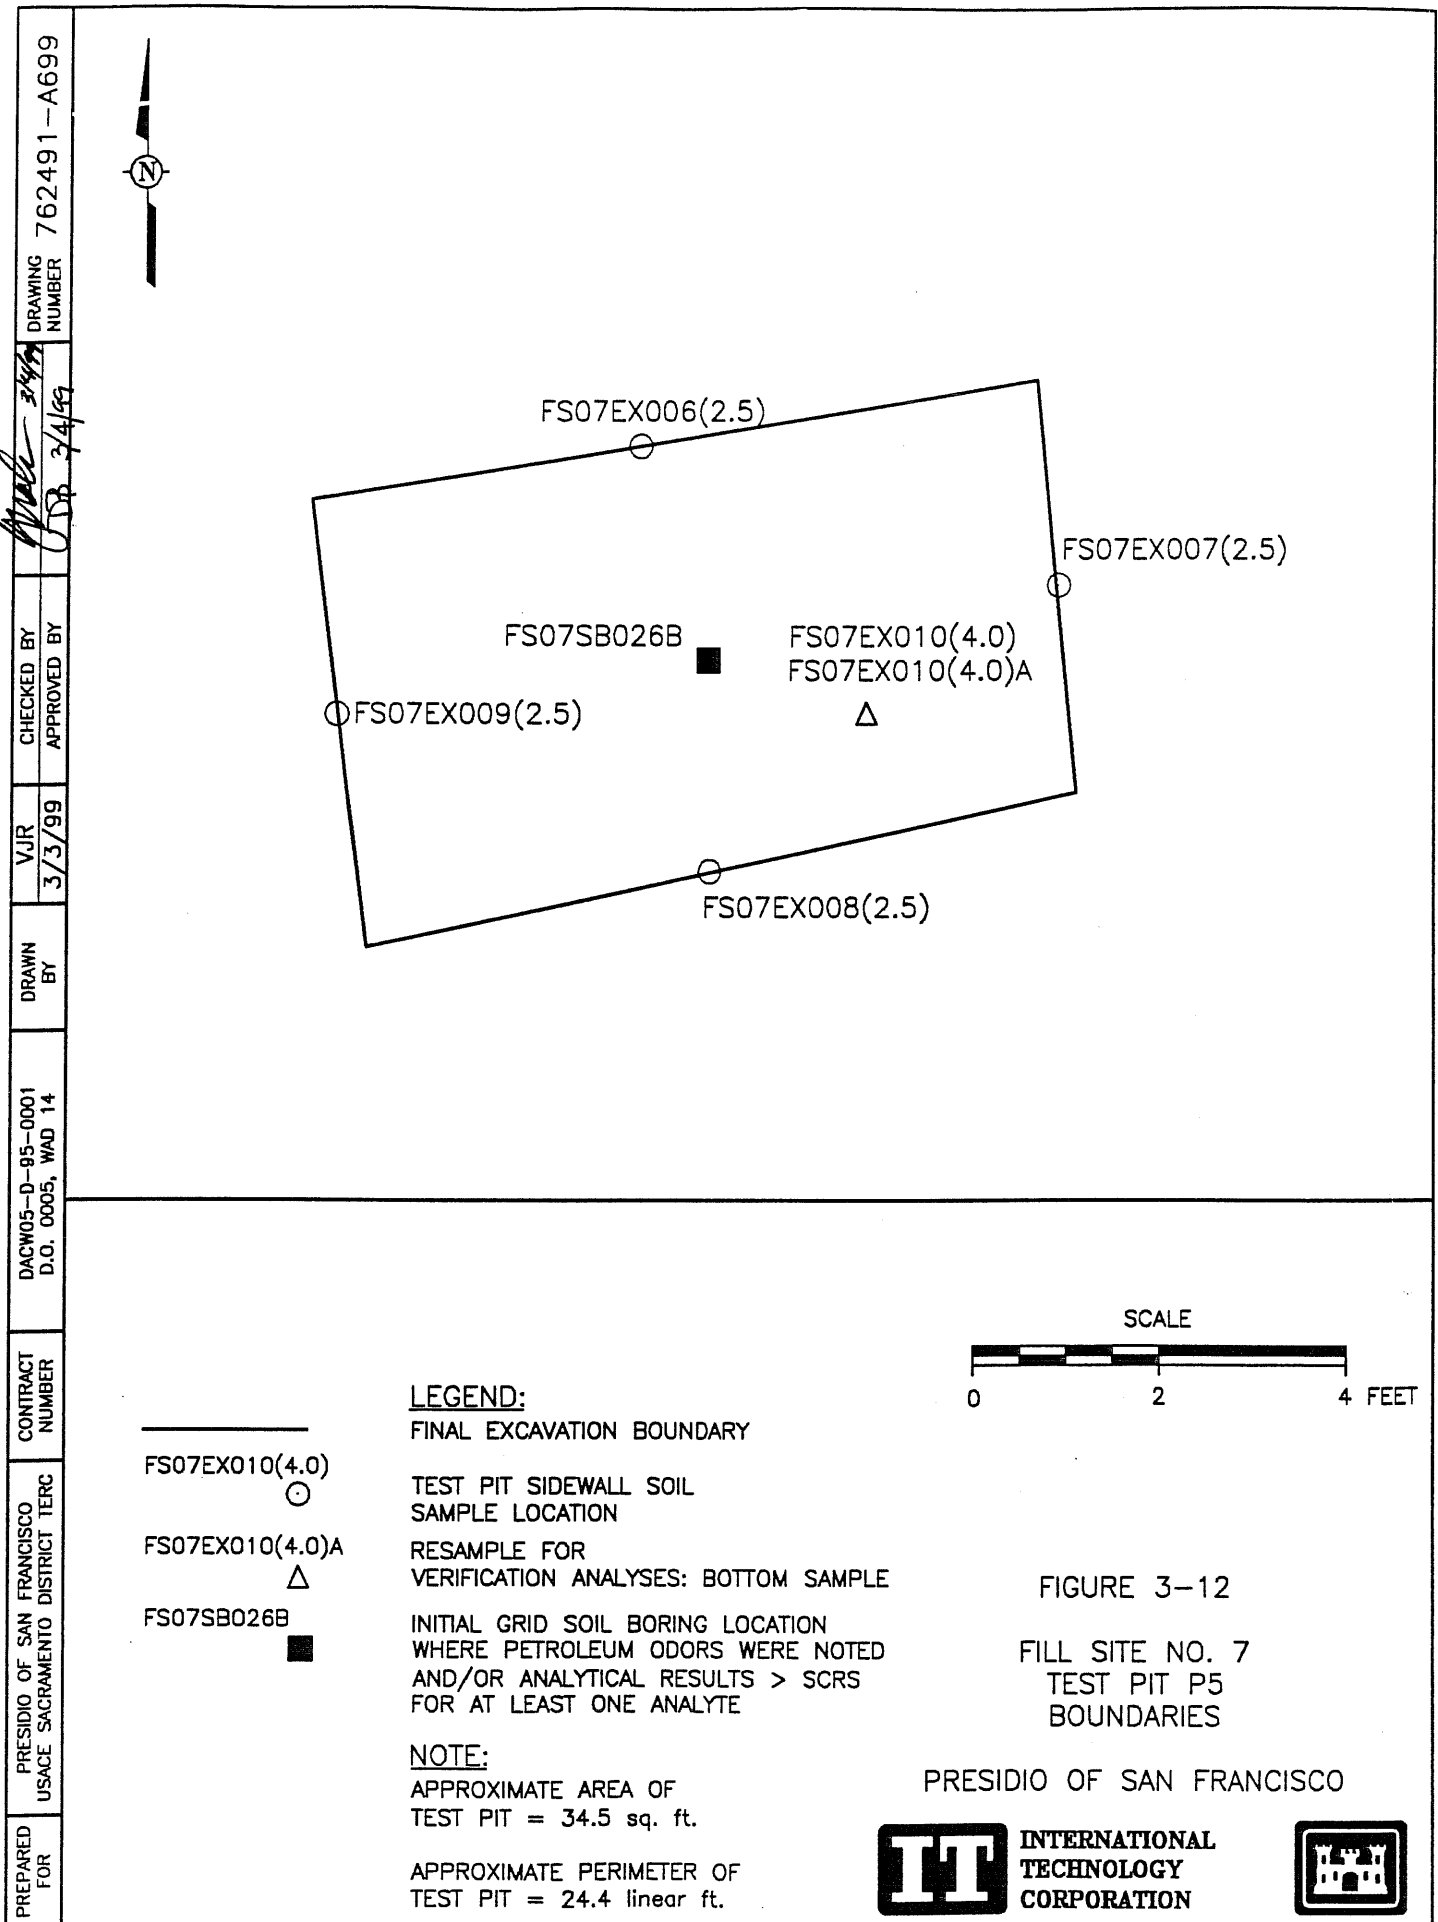 DRAWING NUMBER 762491-A699
3/4/99
3/4/99
CHECKED BY
APPROVED BY
VJR
3/3/99
DRAWN BY
DACW05-D-95-0001
D.O. 0005, WAD 14
CONTRACT NUMBER
PRESIDIO OF SAN FRANCISCO
USACE SACRAMENTO DISTRICT TERC
PREPARED FOR
N
FS07EX006(2.5)
FS07EX007(2.5)
FS07SB026B
FS07EX010(4.0)
FS07EX010(4.0)A
FS07EX009(2.5)
FS07EX008(2.5)
SCALE
0 2 4 FEET
LEGEND:
FINAL EXCAVATION BOUNDARY
FS07EX010(4.0)
TEST PIT SIDEWALL SOIL
SAMPLE LOCATION
FS07EX010(4.0)A
RESAMPLE FOR
VERIFICATION ANALYSES: BOTTOM SAMPLE
FS07SB026B
INITIAL GRID SOIL BORING LOCATION
WHERE PETROLEUM ODORS WERE NOTED
AND/OR ANALYTICAL RESULTS > SCRS
FOR AT LEAST ONE ANALYTE
NOTE:
APPROXIMATE AREA OF
TEST PIT = 34.5 sq. ft.
APPROXIMATE PERIMETER OF
TEST PIT = 24.4 linear ft.
FIGURE 3-12
FILL SITE NO. 7
TEST PIT P5
BOUNDARIES
PRESIDIO OF SAN FRANCISCO
IT
INTERNATIONAL
TECHNOLOGY
CORPORATION